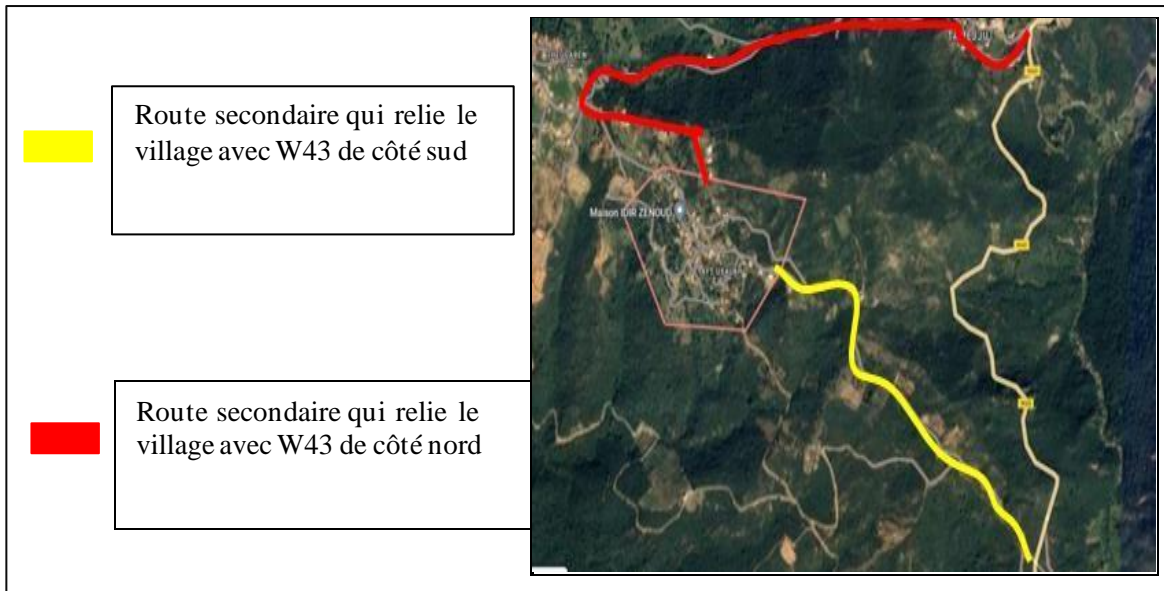 Route secondaire qui relie le
village avec W43 de côté sud
Route secondaire qui relie le
village avec W43 de côté nord
Maison IDIR ZENOUD